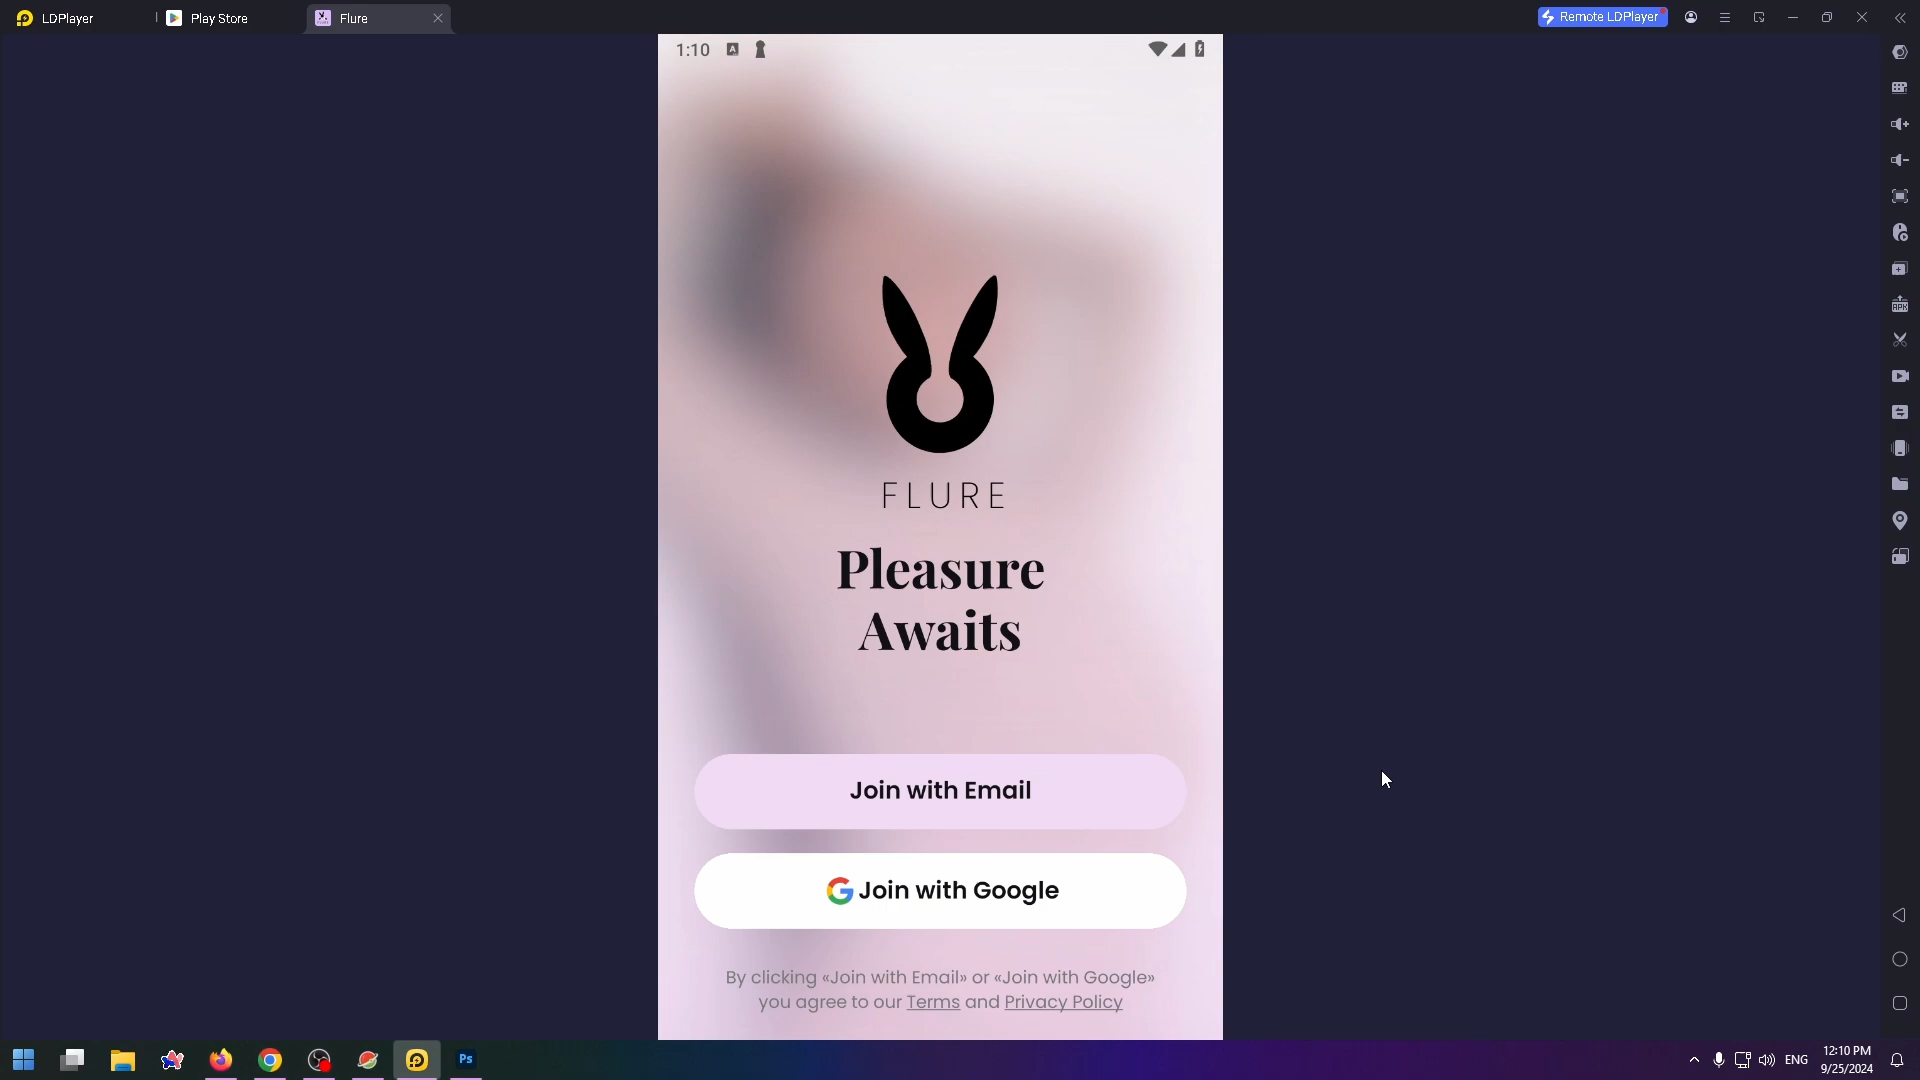 LDPlayer
Play Store
Flure
Remote LDPlayer
1:10
FLURE
Pleasure
Awaits
Join with Email
Join with Google
By clicking «Join with Email» or «Join with Google»
you agree to our Terms and Privacy Policy
Ps
ENG
12:10 PM
9/25/2024